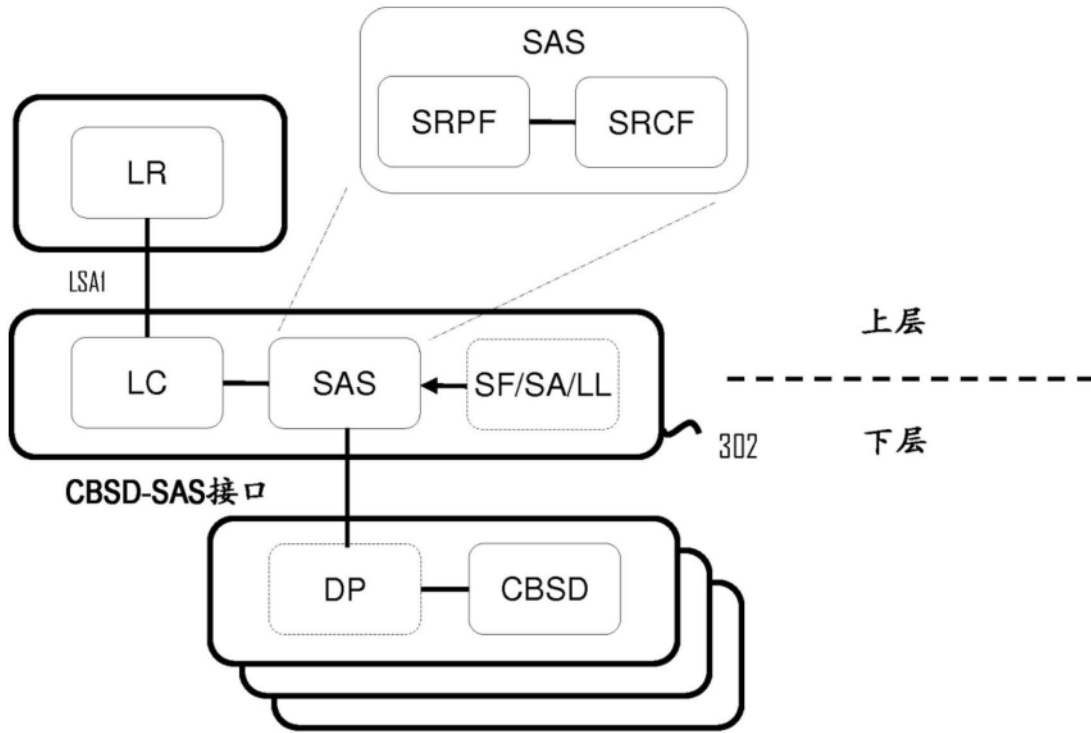 SAS
SRPF
SRCF
LR
LSA1
LC
SAS
SF/SA/LL
上层
302
下层
CBSD-SAS接口
DP
CBSD